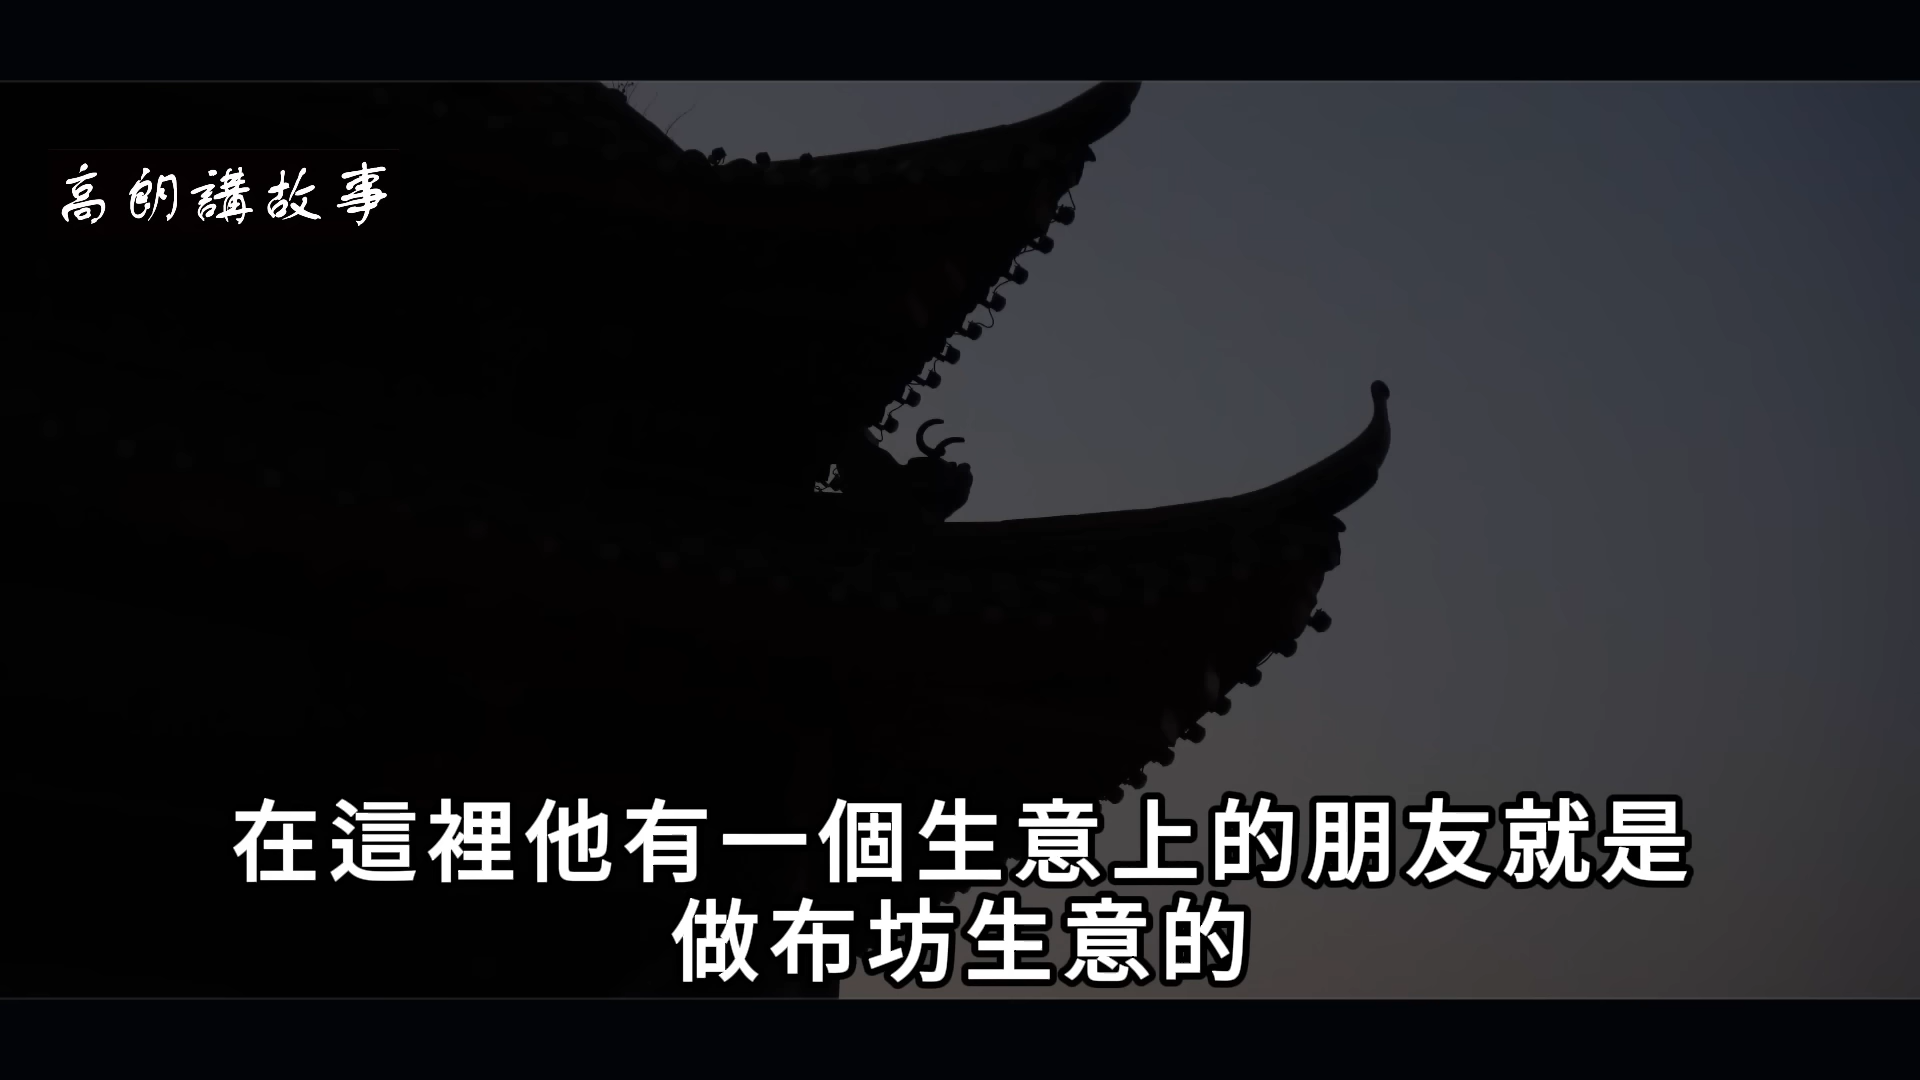 高朗講故事
在這裡他有一個生意上的朋友就是
做布坊生意的